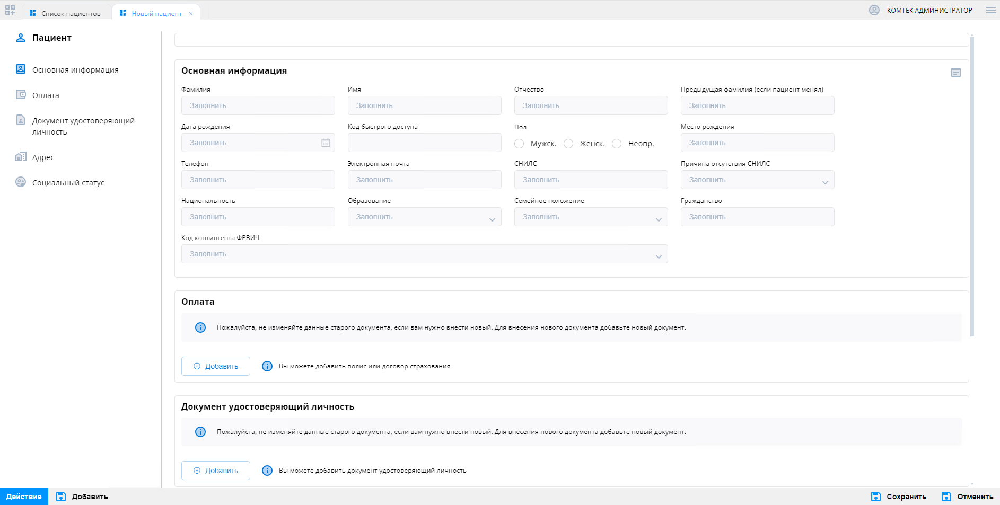 Список пациентов
Новый пациент
КОМТЕК АДМИНИСТРАТОР
Пациент
Основная информация
Оплата
Документ удостоверяющий
личность
Адрес
Социальный статус
Основная информация
Фамилия Имя Отчество Предыдущая фамилия (если пациент менял)
Заполнить Заполнить Заполнить Заполнить
Дата рождения Код быстрого доступа Пол Место рождения
Заполнить Мужск. Женск. Неопр. Заполнить
Телефон Электронная почта СНИЛС Причина отсутствия СНИЛС
Заполнить Заполнить Заполнить Заполнить
Национальность Образование Семейное положение Гражданство
Заполнить Заполнить Заполнить Заполнить
Код контингента ФРВИЧ
Заполнить
Оплата
Пожалуйста, не изменяйте данные старого документа, если вам нужно внести новый. Для внесения нового документа добавьте новый документ.
Добавить Вы можете добавить полис или договор страхования
Документ удостоверяющий личность
Пожалуйста, не изменяйте данные старого документа, если вам нужно внести новый. Для внесения нового документа добавьте новый документ.
Добавить Вы можете добавить документ удостоверяющий личность
Действие Добавить Сохранить Отменить